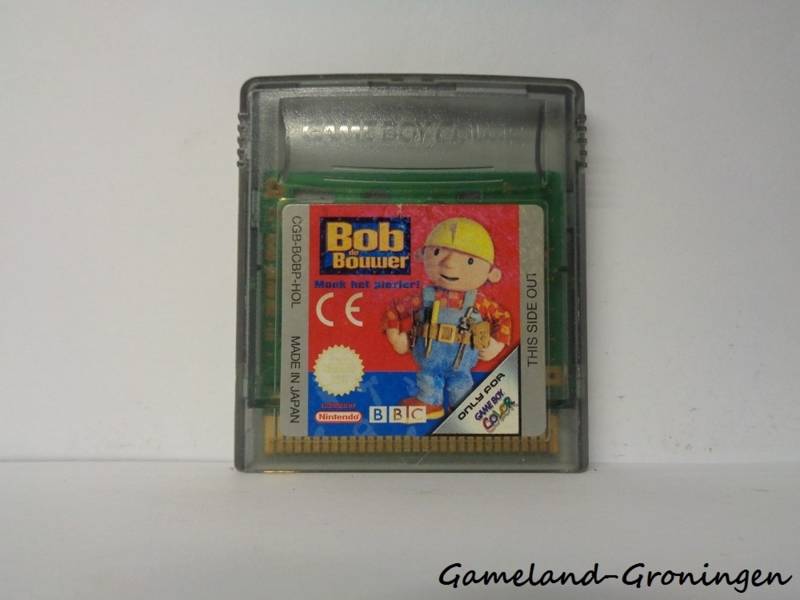 GAME BOY COLOR
CGB-BCBP-HOL
MADE IN JAPAN
Bob
de
Bouwer
Maak het plezier!
CE
Nintendo
BBC
ONLY FOR
GAME BOY
COLOR
THIS SIDE OUT
Gameland-Groningen